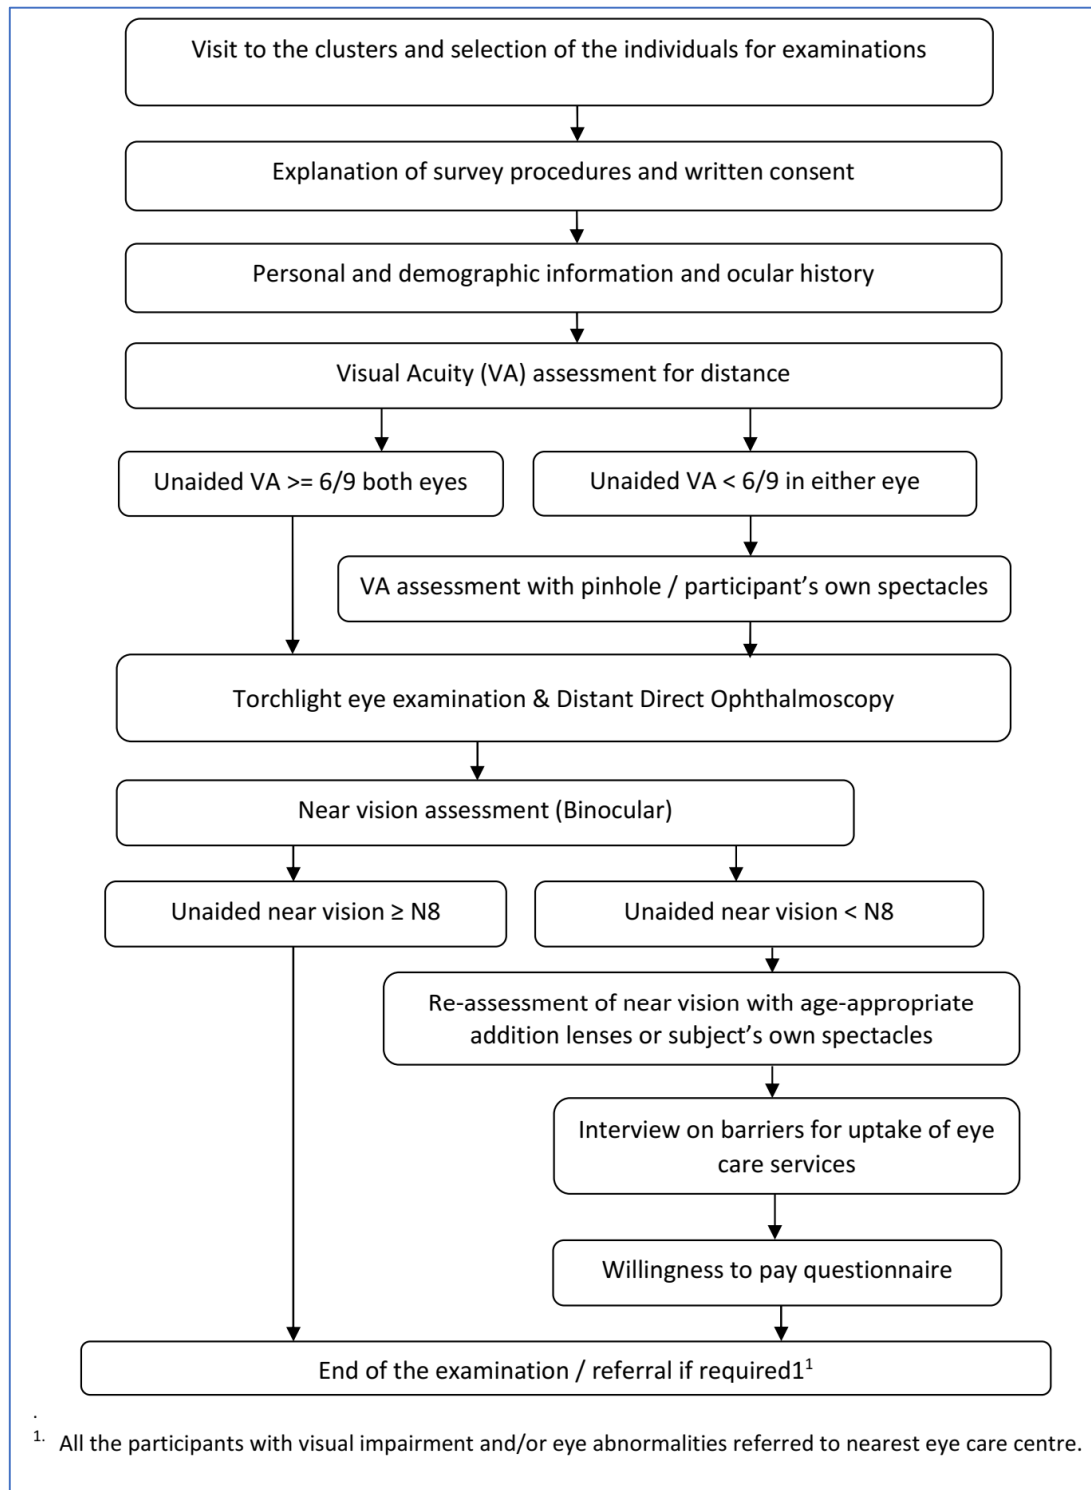 Visit to the clusters and selection of the individuals for examinations
Explanation of survey procedures and written consent
Personal and demographic information and ocular history
Visual Acuity (VA) assessment for distance
Unaided VA >= 6/9 both eyes
Unaided VA < 6/9 in either eye
VA assessment with pinhole / participant’s own spectacles
Torchlight eye examination & Distant Direct Ophthalmoscopy
Near vision assessment (Binocular)
Unaided near vision ≥ N8
Unaided near vision < N8
Re-assessment of near vision with age-appropriate
addition lenses or subject’s own spectacles
Interview on barriers for uptake of eye
care services
Willingness to pay questionnaire
End of the examination / referral if required1¹
.
¹· All the participants with visual impairment and/or eye abnormalities referred to nearest eye care centre.